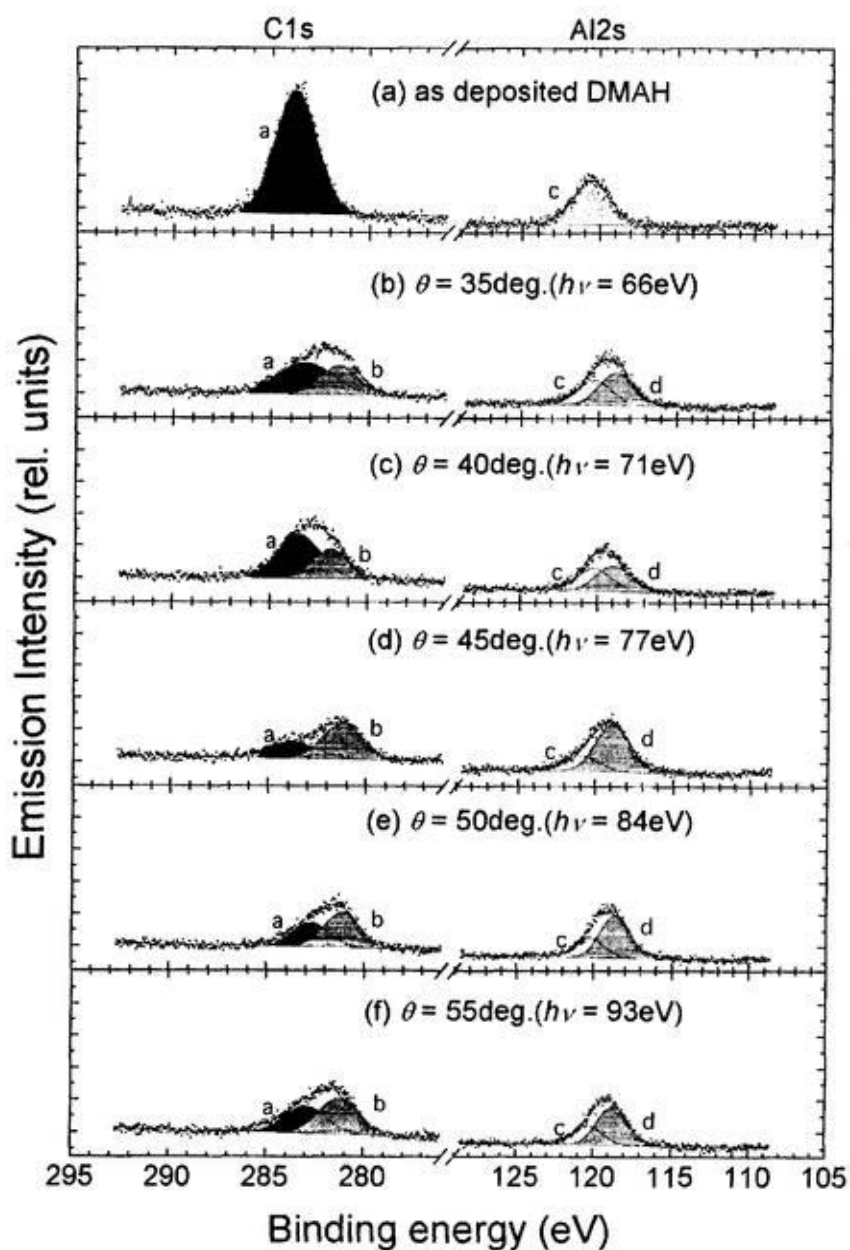 C1s Al2s
(a) as deposited DMAH
a
c
(b) θ = 35deg.(hν = 66eV)
a b c d
(c) θ = 40deg.(hν = 71eV)
a b c d
(d) θ = 45deg.(hν = 77eV)
a b c d
(e) θ = 50deg.(hν = 84eV)
a b c d
(f) θ = 55deg.(hν = 93eV)
a b c d
295 290 285 280 125 120 115 110 105
Binding energy (eV)
Emission Intensity (rel. units)